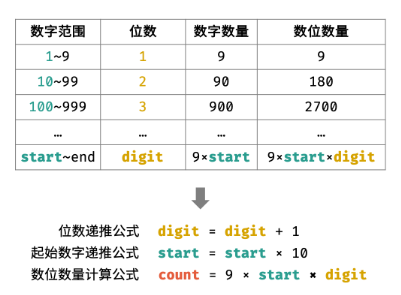 数字范围 位数 数字数量 数位数量
1~9 1 9 9
10~99 2 90 180
100~999 3 900 2700
… … … …
start~end digit 9×start 9×start×digit
位数递推公式 digit = digit + 1
起始数字递推公式 start = start × 10
数位数量计算公式 count = 9 × start × digit